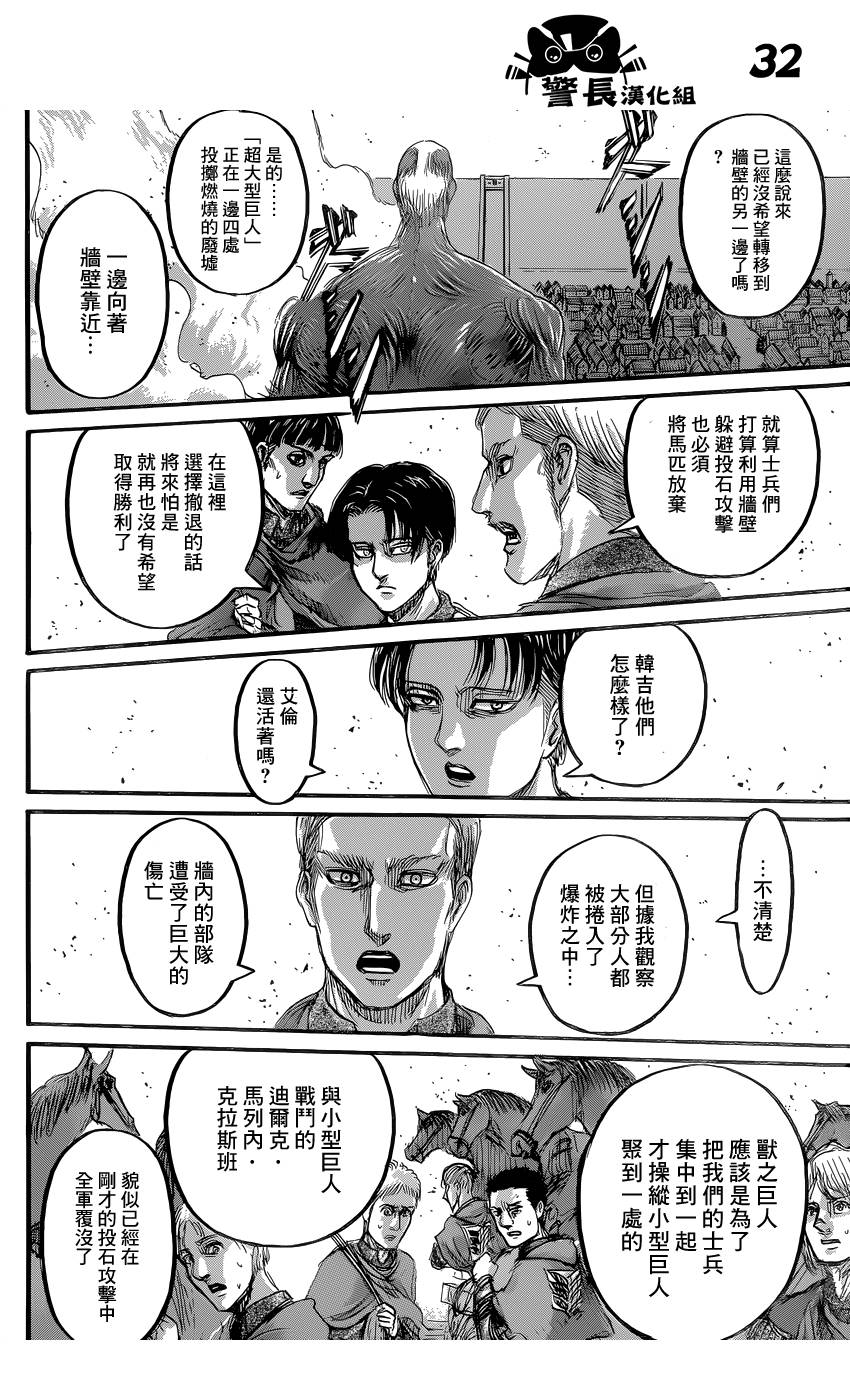 警長漢化組
32
這麼說來
已經沒希望轉移到
牆壁的另一邊了嗎
?
是的……
「超大型巨人」
正在一邊四處
投擲燃燒的廢墟
一邊向著
牆壁靠近…
就算士兵們
打算利用牆壁
躲避投石攻擊
也必須
將馬匹放棄
在這裡
選擇撤退的話
將來怕是
就再也沒有希望
取得勝利了
韓吉他們
怎麼樣了?
艾倫
還活著嗎?
…不清楚
但據我觀察
大部分人都
被捲入了
爆炸之中…
牆內的部隊
遭受了巨大的
傷亡
獸之巨人
應該是為了
把我們的士兵
集中到一起
才操縱小型巨人
聚到一處的
與小型巨人
戰鬥的
迪爾克．
馬列內．
克拉斯班
貌似已經在
剛才的投石攻擊中
全軍覆沒了